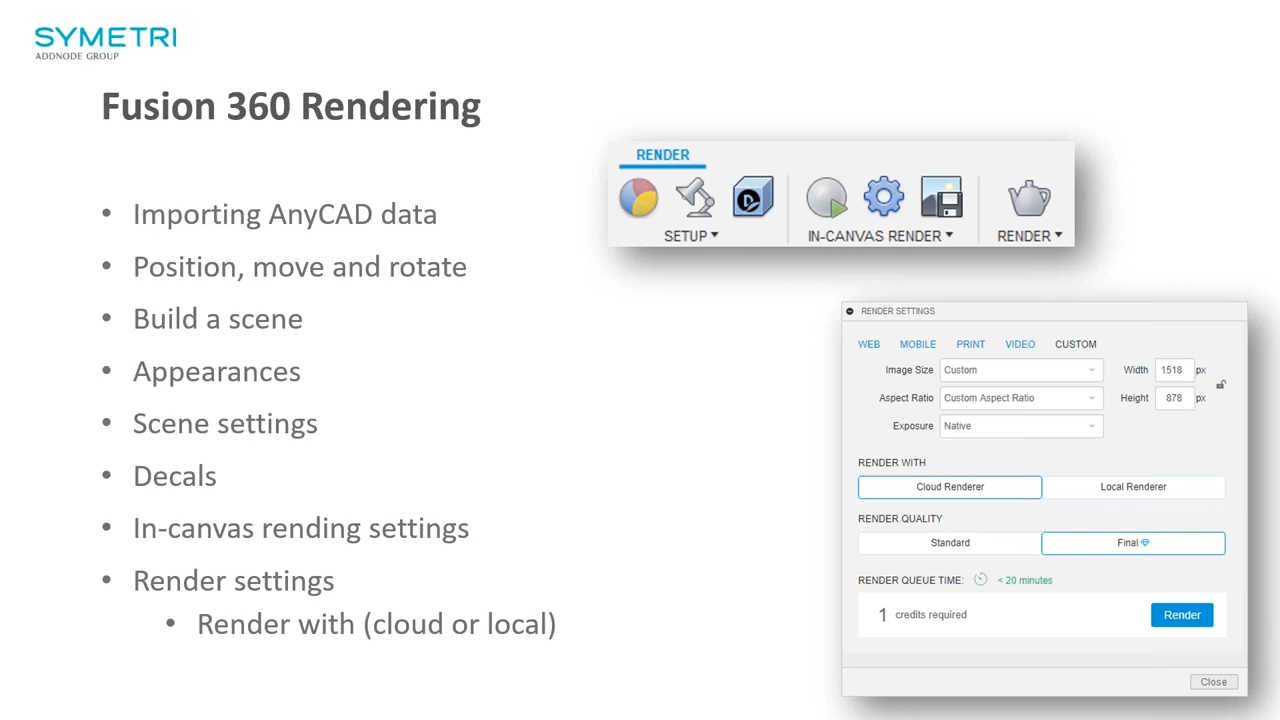 SYMETRI
ADDNODE GROUP
Fusion 360 Rendering
• Importing AnyCAD data
• Position, move and rotate
• Build a scene
• Appearances
• Scene settings
• Decals
• In-canvas rending settings
• Render settings
• Render with (cloud or local)
RENDER
SETUP IN-CANVAS RENDER RENDER
RENDER SETTINGS
WEB MOBILE PRINT VIDEO CUSTOM
Image Size Custom Width 1518 px
Aspect Ratio Custom Aspect Ratio Height 878 px
Exposure Native
RENDER WITH
Cloud Renderer Local Renderer
RENDER QUALITY
Standard Final
RENDER QUEUE TIME: < 20 minutes
1 credits required Render
Close